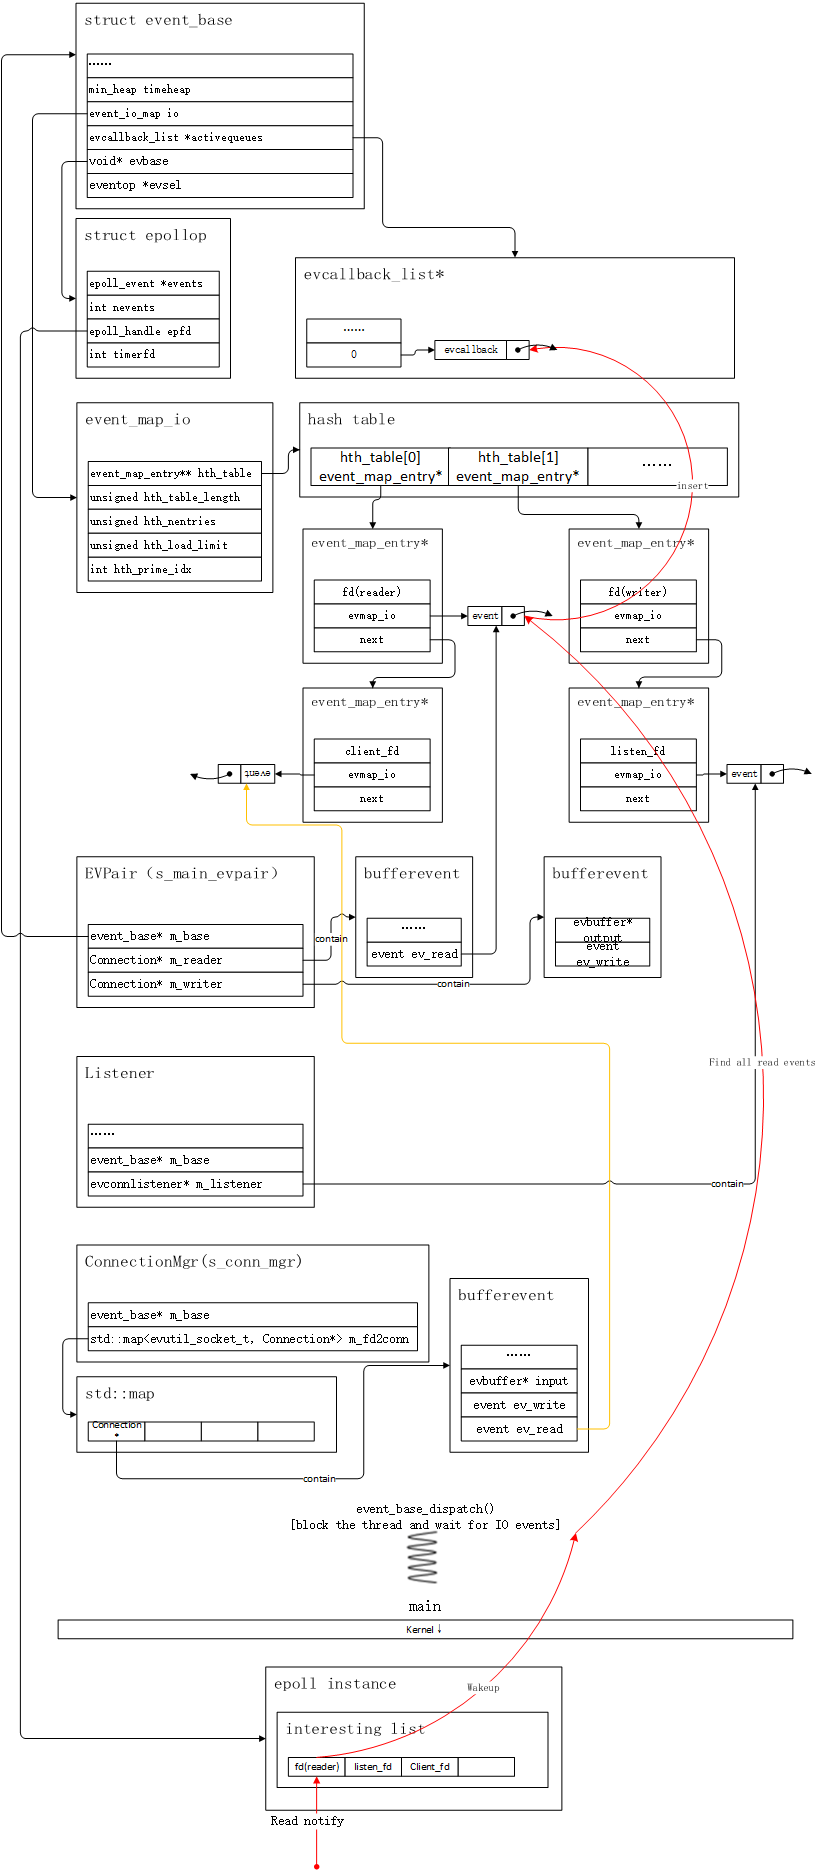 struct event_base
······
min_heap timeheap
event_io_map io
evcallback_list *activequeues
void* evbase
eventop *evsel
struct epollop
epoll_event *events
int nevents
epoll_handle epfd
int timerfd
evcallback_list*
······
0
evcallback
event_map_io
event_map_entry** hth_table
unsigned hth_table_length
unsigned hth_nentries
unsigned hth_load_limit
int hth_prime_idx
hash table
hth_table[0]
event_map_entry*
hth_table[1]
event_map_entry*
······
insert
event_map_entry*
fd(reader)
evmap_io
next
event
event_map_entry*
fd(writer)
evmap_io
next
event_map_entry*
client_fd
evmap_io
next
event
event_map_entry*
listen_fd
evmap_io
next
event
EVPair (s_main_evpair)
event_base* m_base
Connection* m_reader
Connection* m_writer
contain
contain
bufferevent
······
event ev_read
bufferevent
evbuffer*
output
event
ev_write
Find all read events
Listener
······
event_base* m_base
evconnlistener* m_listener
contain
ConnectionMgr(s_conn_mgr)
event_base* m_base
std::map<evutil_socket_t, Connection*> m_fd2conn
std::map
Connection
*
contain
bufferevent
······
evbuffer* input
event ev_write
event ev_read
event_base_dispatch()
[block the thread and wait for IO events]
main
Kernel ↓
epoll instance
Wakeup
interesting list
fd(reader)
listen_fd
Client_fd
Read notify